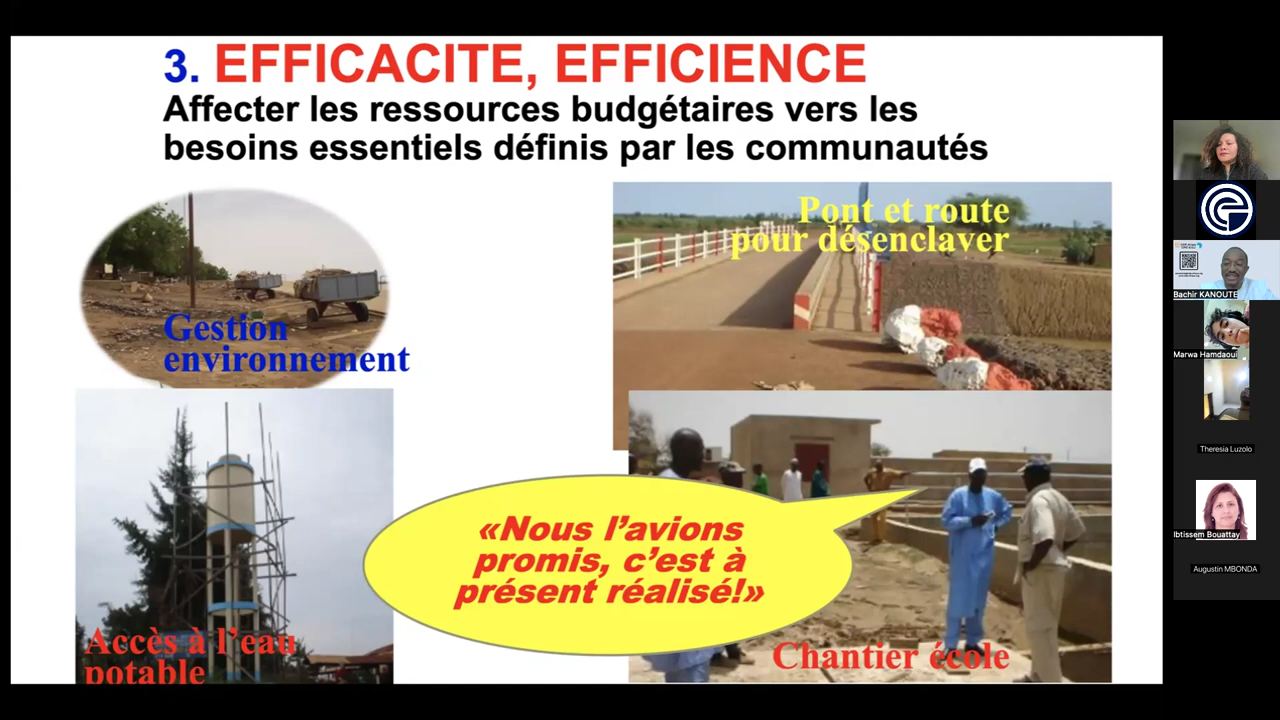 3. EFFICACITE, EFFICIENCE
Affecter les ressources budgétaires vers les
besoins essentiels définis par les communautés
Pont et route
pour désenclaver
Gestion
environnement
«Nous l'avions
promis, c'est à
présent réalisé!»
Accès à l'eau
potable
Chantier école
Bachir KANOUTE
Marwa Hamdaoui
Theresia Luzolo
Ibtissem Bouattay
Augustin MBONDA